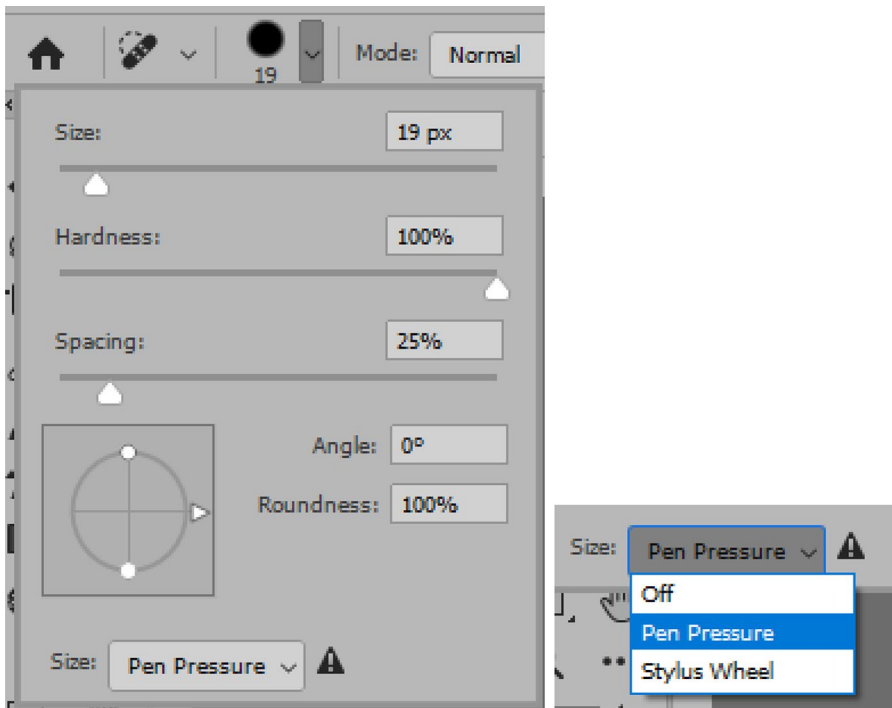 19
Mode: Normal
Size: 19 px
Hardness: 100%
Spacing: 25%
Angle: 0º
Roundness: 100%
Size: Pen Pressure
Size: Pen Pressure
Off
Pen Pressure
Stylus Wheel